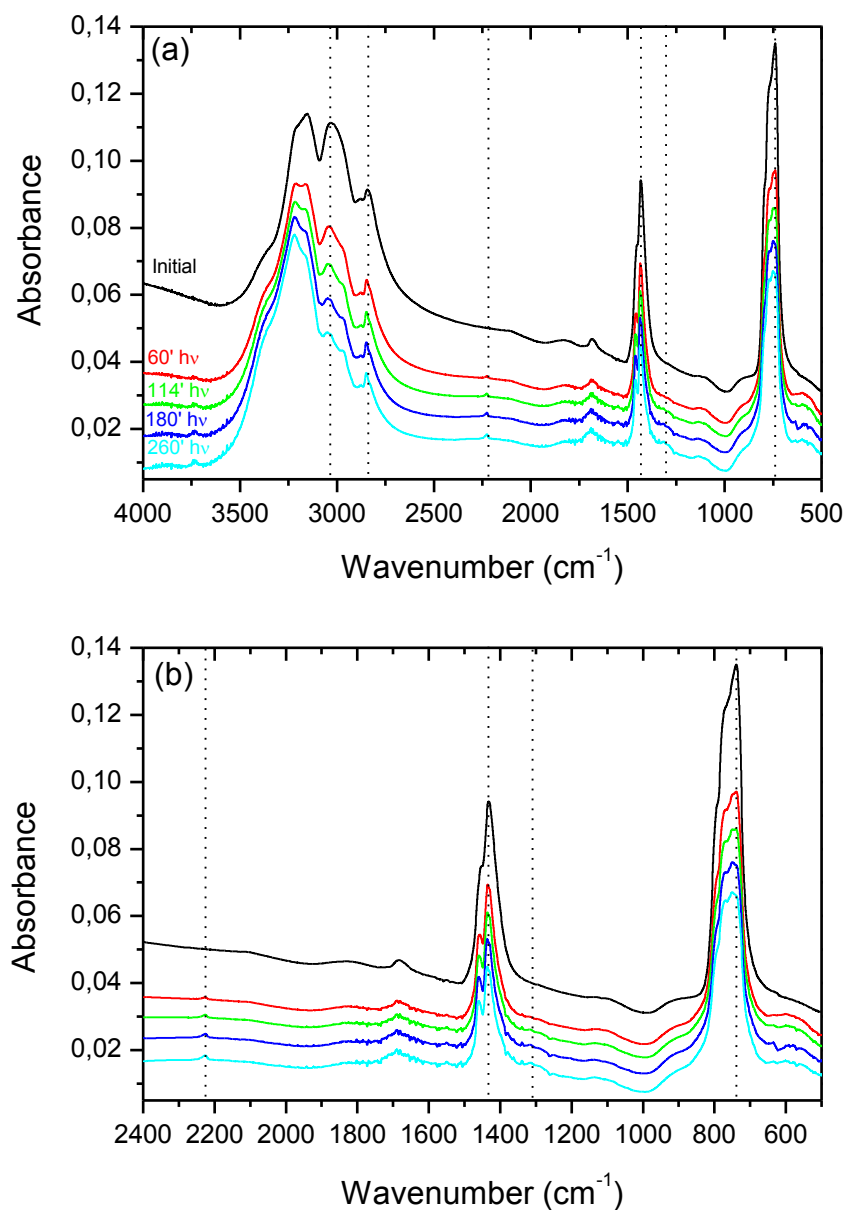 (a)
0,14
0,12
0,10
0,08
0,06
0,04
0,02
Absorbance
Initial
60' hν
114' hν
180' hν
260' hν
4000 3500 3000 2500 2000 1500 1000 500
Wavenumber (cm⁻¹)
(b)
0,14
0,12
0,10
0,08
0,06
0,04
0,02
Absorbance
2400 2200 2000 1800 1600 1400 1200 1000 800 600
Wavenumber (cm⁻¹)